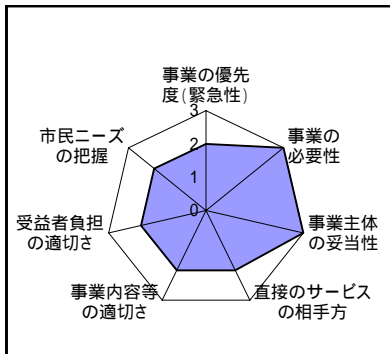 事業の優先
度(緊急性)
3
2
1
0
事業の
必要性
事業主体
の妥当性
直接のサービス
の相手方
事業内容等
の適切さ
受益者負担
の適切さ
市民ニーズ
の把握